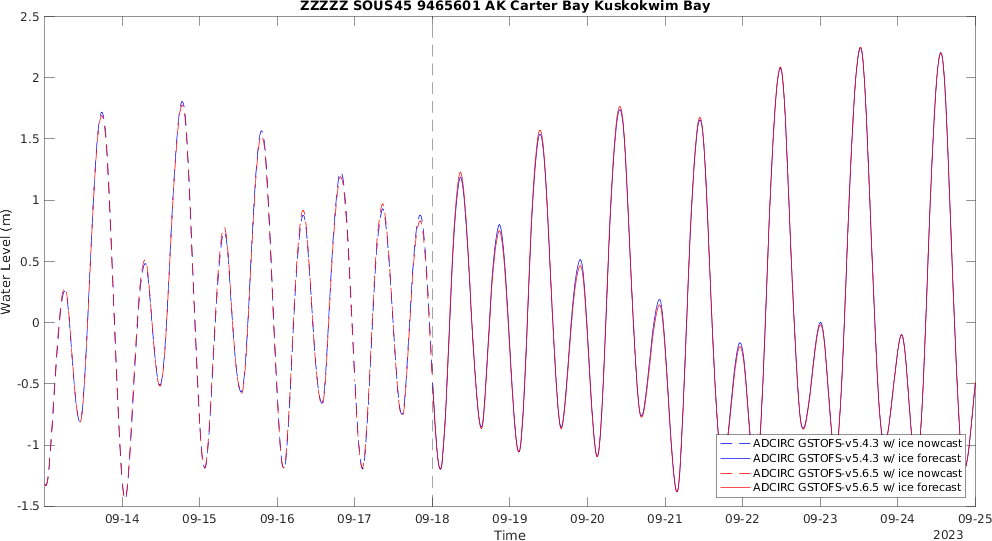 ZZZZZ SOUS45 9465601 AK Carter Bay Kuskokwim Bay
2.5
2
1.5
1
0.5
0
-0.5
-1
-1.5
Water Level (m)
09-14 09-15 09-16 09-17 09-18 09-19 09-20 09-21 09-22 09-23 09-24 09-25
Time
2023
ADCIRC GSTOFS-v5.4.3 w/ ice nowcast
ADCIRC GSTOFS-v5.4.3 w/ ice forecast
ADCIRC GSTOFS-v5.6.5 w/ ice nowcast
ADCIRC GSTOFS-v5.6.5 w/ ice forecast